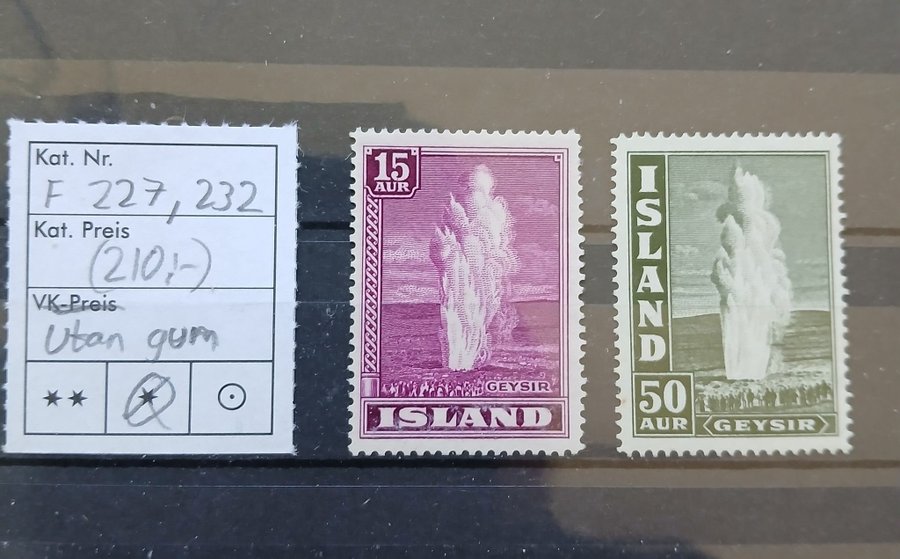 Kat. Nr.
F 227, 232
Kat. Preis
(210,-)
VK-Preis
Utan gum
** * ⊙
15
AUR
GEYSIR
ISLAND
ISLAND
50
AUR
GEYSIR